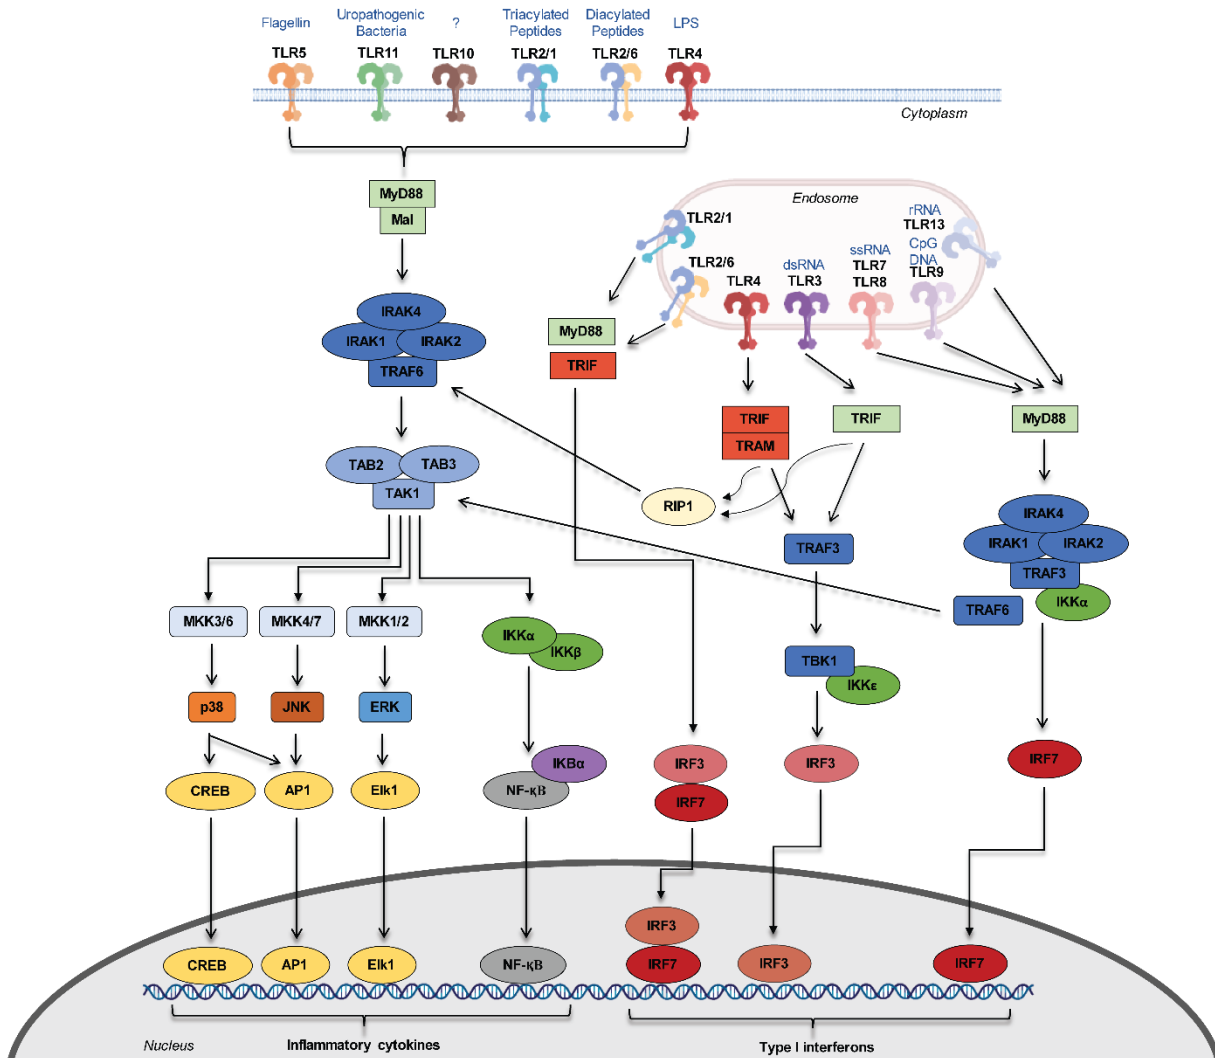 Flagellin
TLR5
Uropathogenic
Bacteria
TLR11
?
TLR10
Triacylated
Peptides
TLR2/1
Diacylated
Peptides
TLR2/6
LPS
TLR4
Cytoplasm
MyD88
Mal
Endosome
TLR2/1
TLR2/6
TLR4
dsRNA
TLR3
ssRNA
TLR7
TLR8
rRNA
TLR13
CpG
DNA
TLR9
IRAK4
IRAK1
IRAK2
TRAF6
MyD88
TRIF
TRIF
TRAM
TRIF
MyD88
TAB2
TAB3
TAK1
RIP1
TRAF3
IRAK4
IRAK1
IRAK2
TRAF3
IKKα
TRAF6
MKK3/6
MKK4/7
MKK1/2
IKKα
IKKβ
TBK1
IKKε
p38
JNK
ERK
IKBα
NF-κB
IRF3
IRF7
IRF3
IRF7
CREB
AP1
Elk1
IRF3
IRF7
CREB
AP1
Elk1
NF-κB
IRF3
IRF7
Nucleus
Inflammatory cytokines
Type I interferons